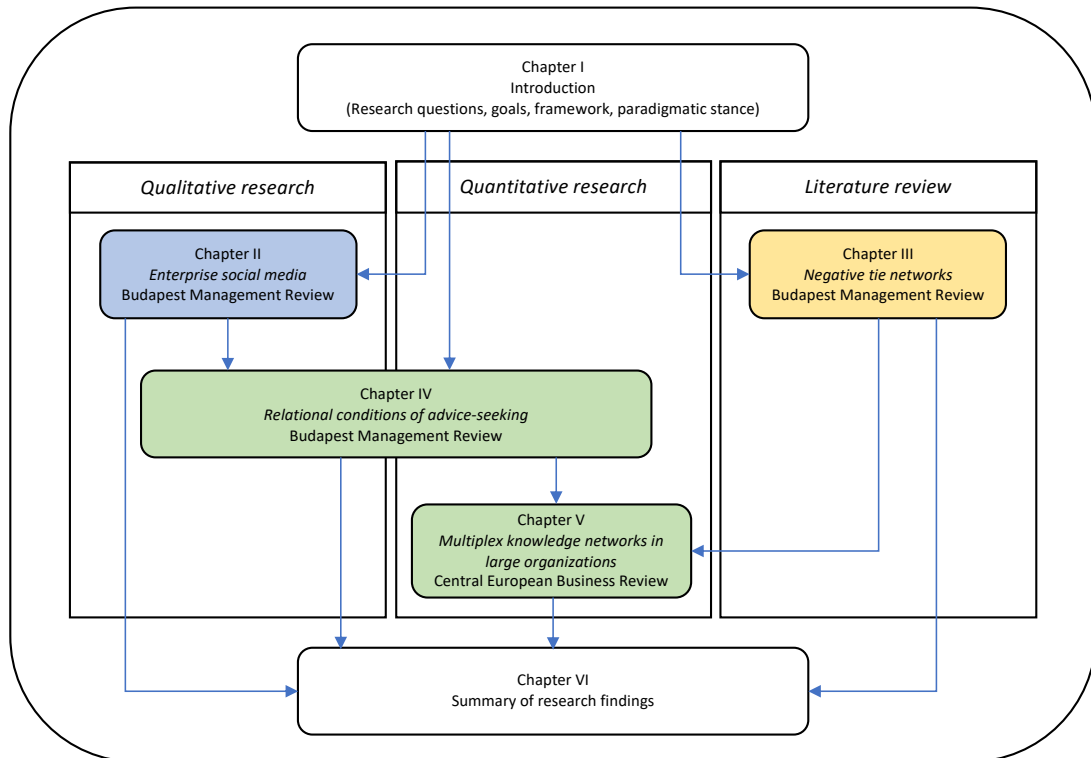 Chapter I
Introduction
(Research questions, goals, framework, paradigmatic stance)
Qualitative research
Quantitative research
Literature review
Chapter II
Enterprise social media
Budapest Management Review
Chapter III
Negative tie networks
Budapest Management Review
Chapter IV
Relational conditions of advice-seeking
Budapest Management Review
Chapter V
Multiplex knowledge networks in
large organizations
Central European Business Review
Chapter VI
Summary of research findings